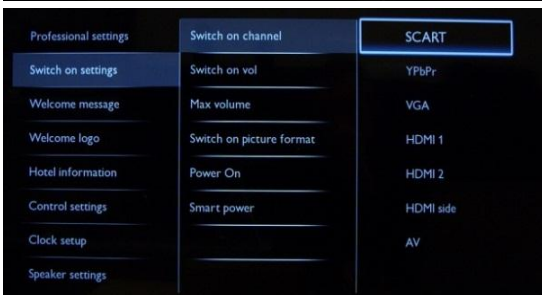 Professional settings
Switch on settings
Welcome message
Welcome logo
Hotel information
Control settings
Clock setup
Speaker settings
Switch on channel
Switch on vol
Max volume
Switch on picture format
Power On
Smart power
SCART
YPbPr
VGA
HDMI 1
HDMI 2
HDMI side
AV